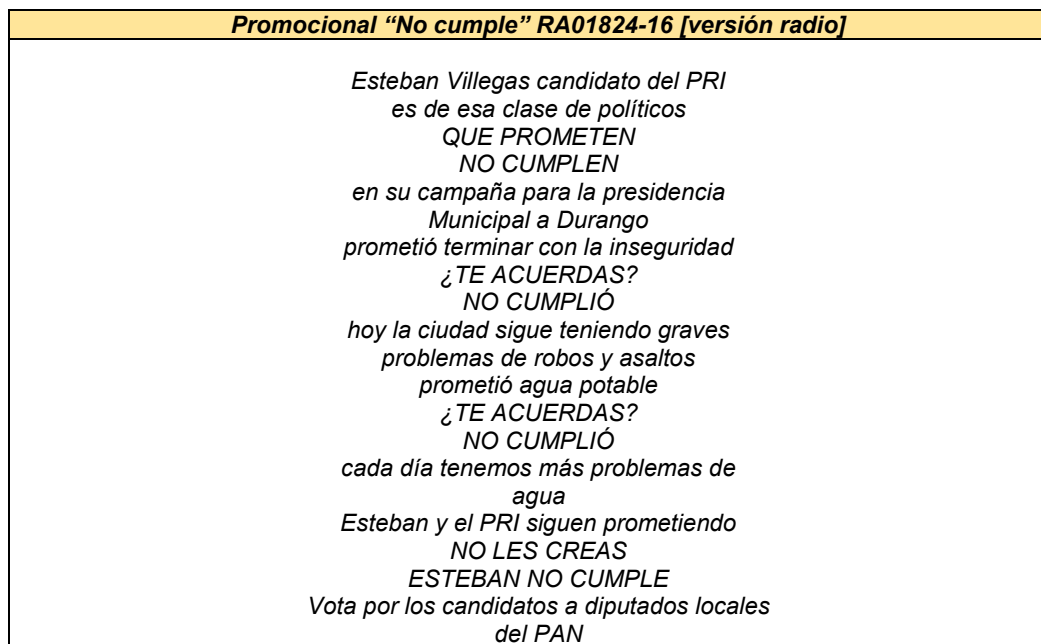 Promocional “No cumple” RA01824-16 [versión radio]
Esteban Villegas candidato del PRI
es de esa clase de políticos
QUE PROMETEN
NO CUMPLEN
en su campaña para la presidencia
Municipal a Durango
prometió terminar con la inseguridad
¿TE ACUERDAS?
NO CUMPLIÓ
hoy la ciudad sigue teniendo graves
problemas de robos y asaltos
prometió agua potable
¿TE ACUERDAS?
NO CUMPLIÓ
cada día tenemos más problemas de
agua
Esteban y el PRI siguen prometiendo
NO LES CREAS
ESTEBAN NO CUMPLE
Vota por los candidatos a diputados locales
del PAN